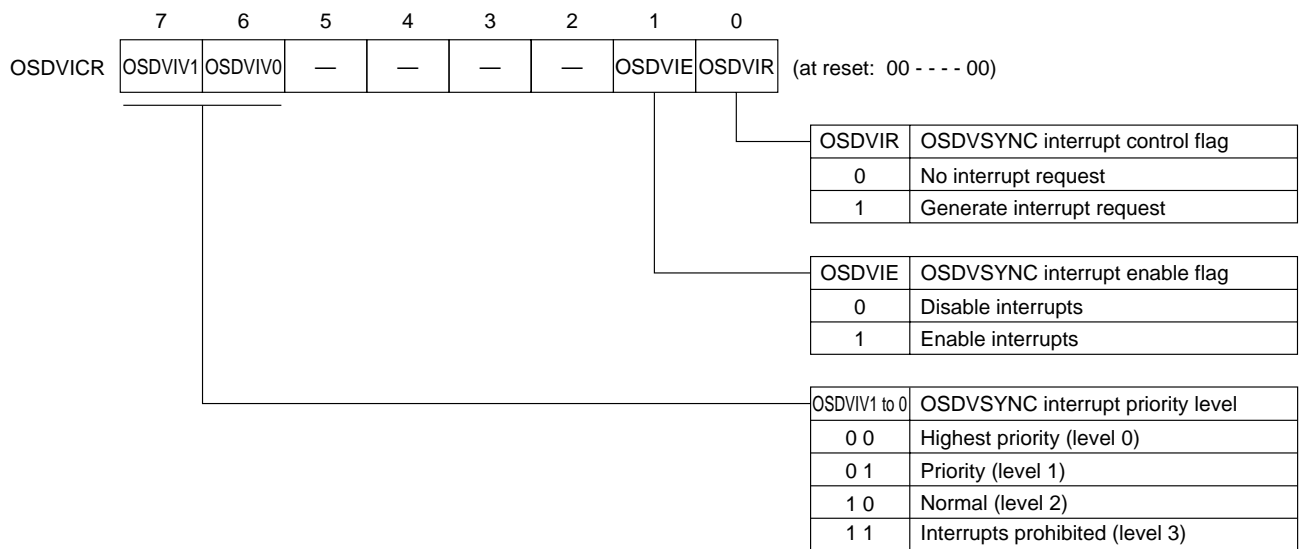 7 6 5 4 3 2 1 0
OSDVICR OSDVIV1 OSDVIV0 — — — — OSDVIE OSDVIR (at reset: 00 - - - - 00)
OSDVIR OSDVSYNC interrupt control flag
0 No interrupt request
1 Generate interrupt request
OSDVIE OSDVSYNC interrupt enable flag
0 Disable interrupts
1 Enable interrupts
OSDVIV1 to 0 OSDVSYNC interrupt priority level
0 0 Highest priority (level 0)
0 1 Priority (level 1)
1 0 Normal (level 2)
1 1 Interrupts prohibited (level 3)